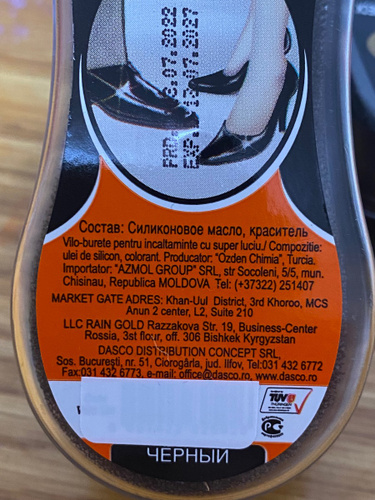 PRD. 3.07.2022
EXP. 13.07.2027
Состав: Силиконовое масло, краситель
Vilo-burete pentru incaltaminte cu super luciu./ Compozitie:
ulei de silicon, colorant. Producator: "Ozden Chimia", Turcia.
Importator: "AZMOL GROUP" SRL, str Socoleni, 5/5, mun.
Chisinau, Republica MOLDOVA Tel: (+37322) 251407
MARKET GATE ADRES: Khan-Uul District, 3rd Khoroo, MCS
Anun 2 center, L2, Suite 210
LLC RAIN GOLD Razzakova Str. 19, Business-Center
Rossia, 3st.flour, off. 306 Bishkek Kyrgyzstan
DASCO DISTRIBUTION CONCEPT SRL,
Sos. Bucureşti, nr. 51, Ciorogârla, jud. Ilfov, Tel:031 432 6772
Fax:031 432 6773, e-mail: office@dasco.ro, www.dasco.ro
TÜV
PC
ЧЕРНЫЙ